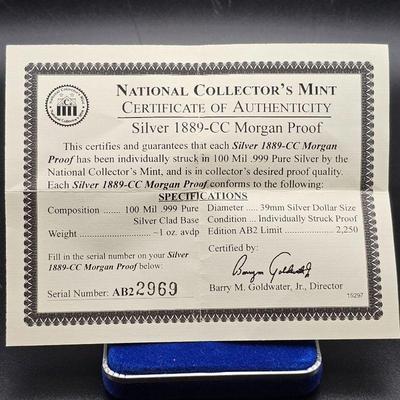 NATIONAL COLLECTOR'S MINT
CERTIFICATE OF AUTHENTICITY
Silver 1889-CC Morgan Proof
This certifies and guarantees that each Silver 1889-CC Morgan
Proof has been individually struck in 100 Mil .999 Pure Silver by the
National Collector's Mint, and is in collector's desired proof quality.
Each Silver 1889-CC Morgan Proof conforms to the following:
SPECIFICATIONS
Composition ........ 100 Mil .999 Pure
Silver Clad Base
Weight ................. ~1 oz. avdp
Diameter .... 39mm Silver Dollar Size
Condition ... Individually Struck Proof
Edition AB2 Limit .............. 2,250
Fill in the serial number on your Silver
1889-CC Morgan Proof below:
Serial Number: AB2 2969
Certified by:
Barry M. Goldwater, Jr., Director
15297